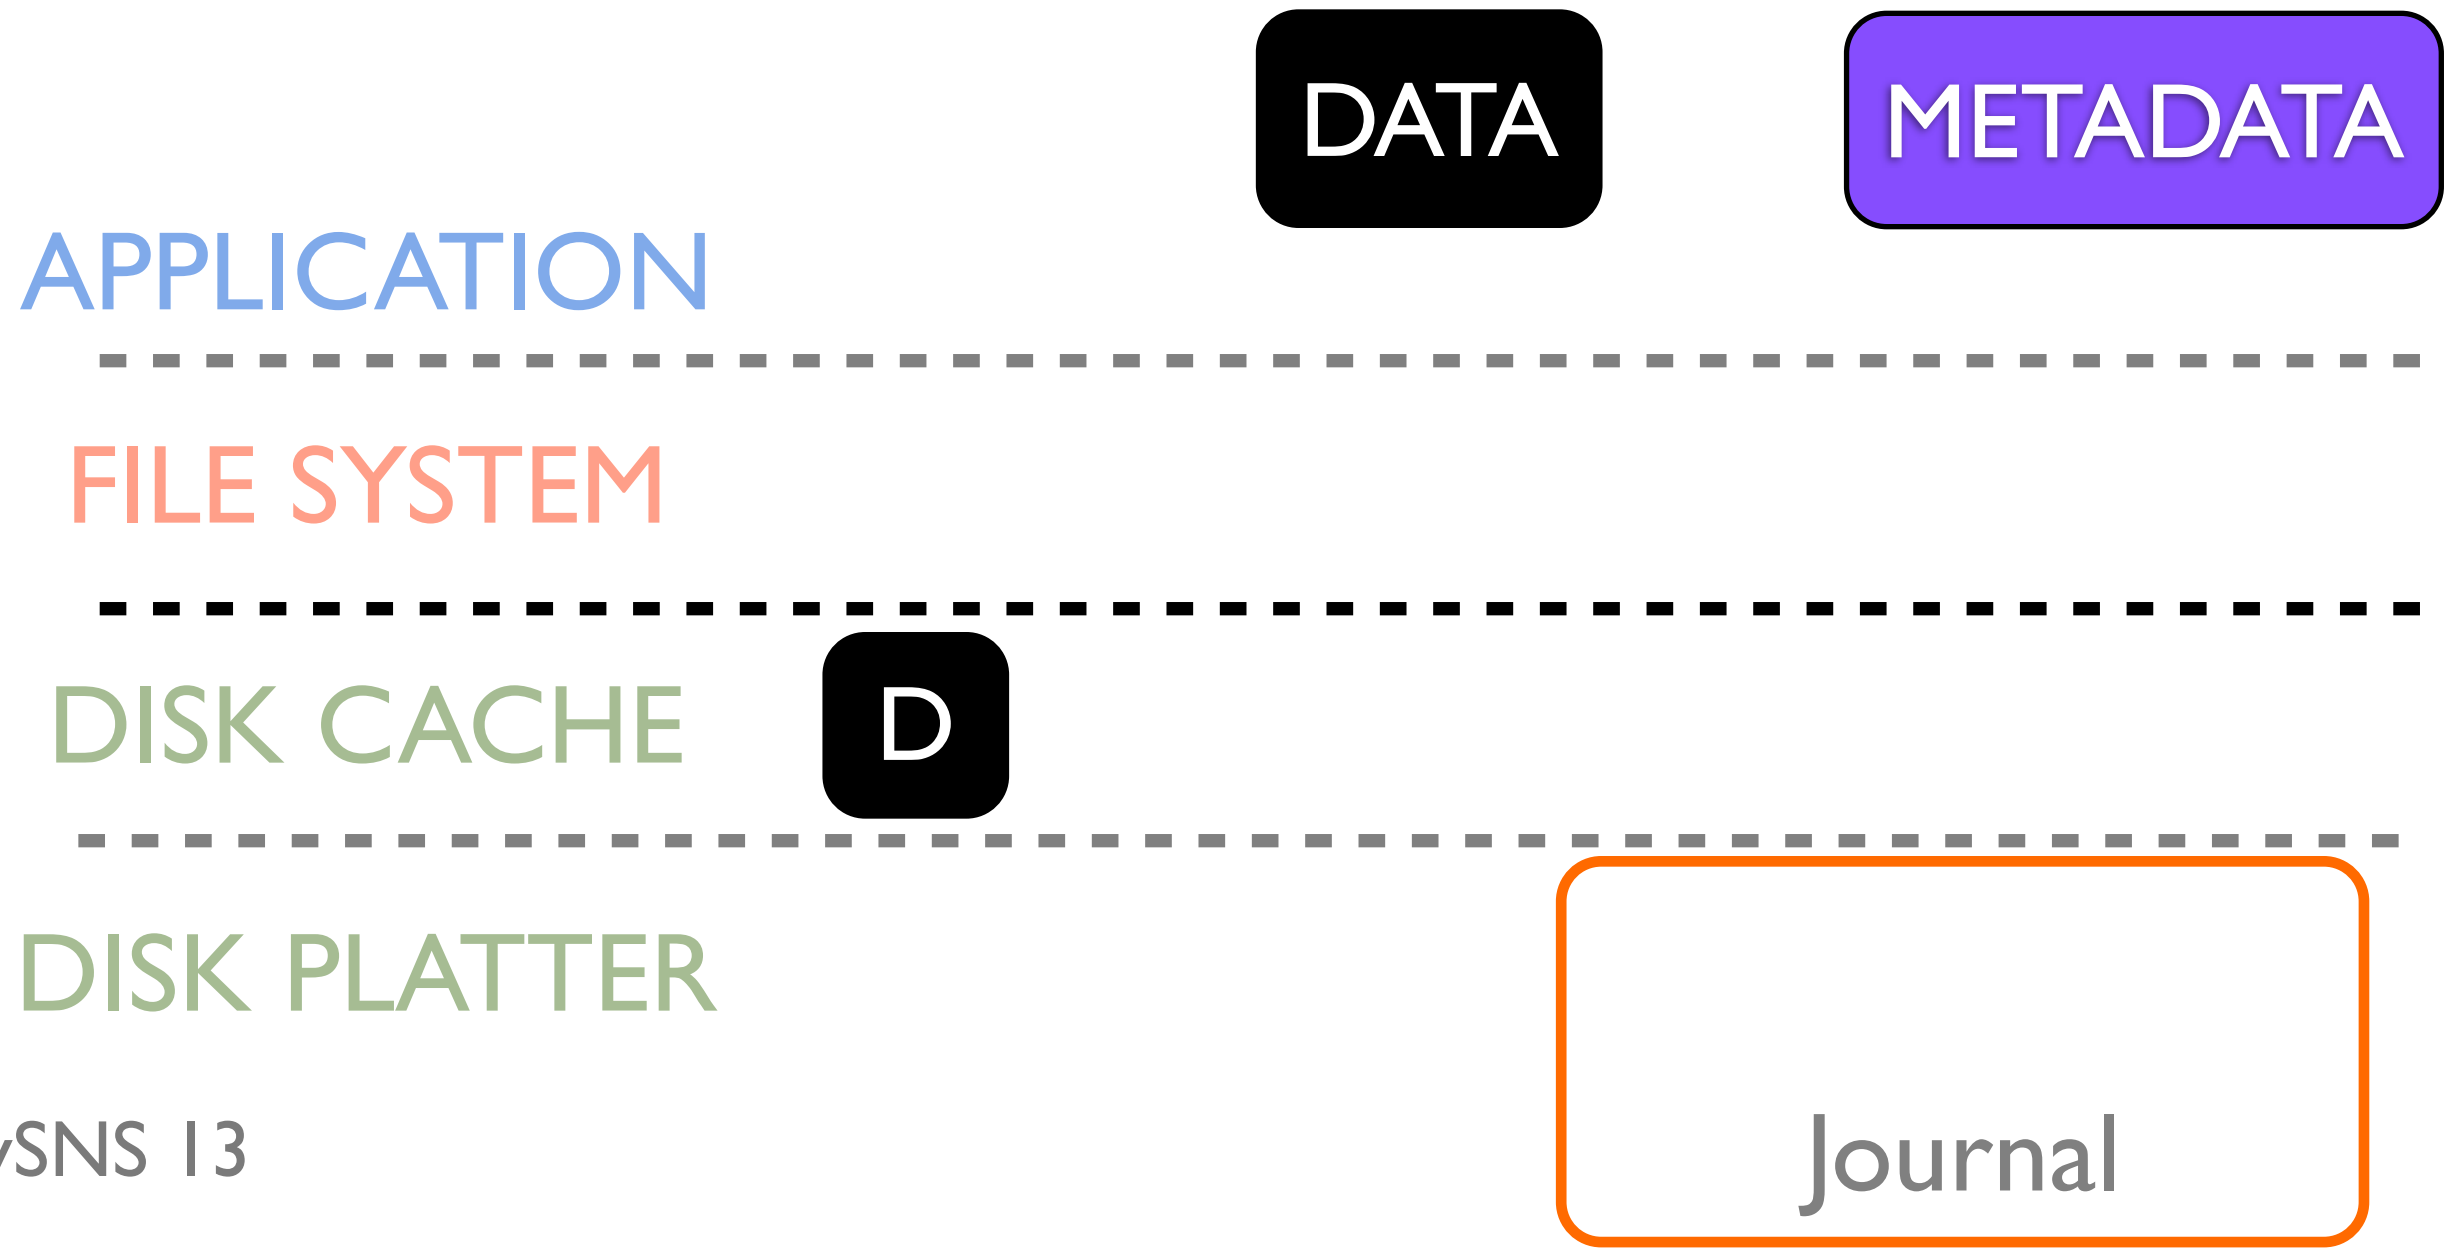 DATA METADATA
APPLICATION
FILE SYSTEM
DISK CACHE D
DISK PLATTER
SNS 13
Journal